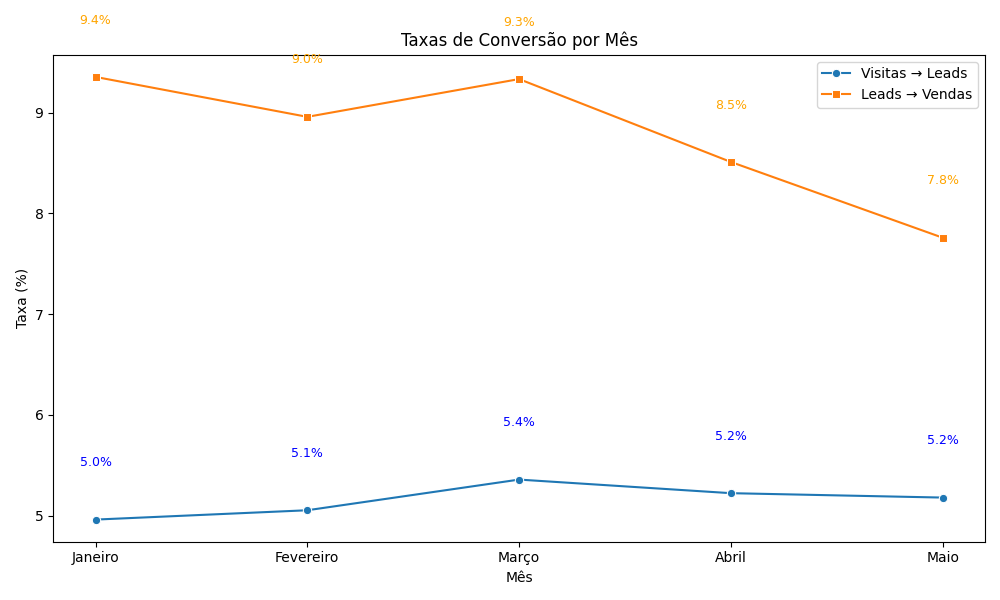 9.4%
9.3%
Taxas de Conversão por Mês
9.0%
Visitas → Leads
Leads → Vendas
8.5%
7.8%
9
8
7
6
5
Taxa (%)
5.0%
5.1%
5.4%
5.2%
5.2%
Janeiro
Fevereiro
Março
Abril
Maio
Mês